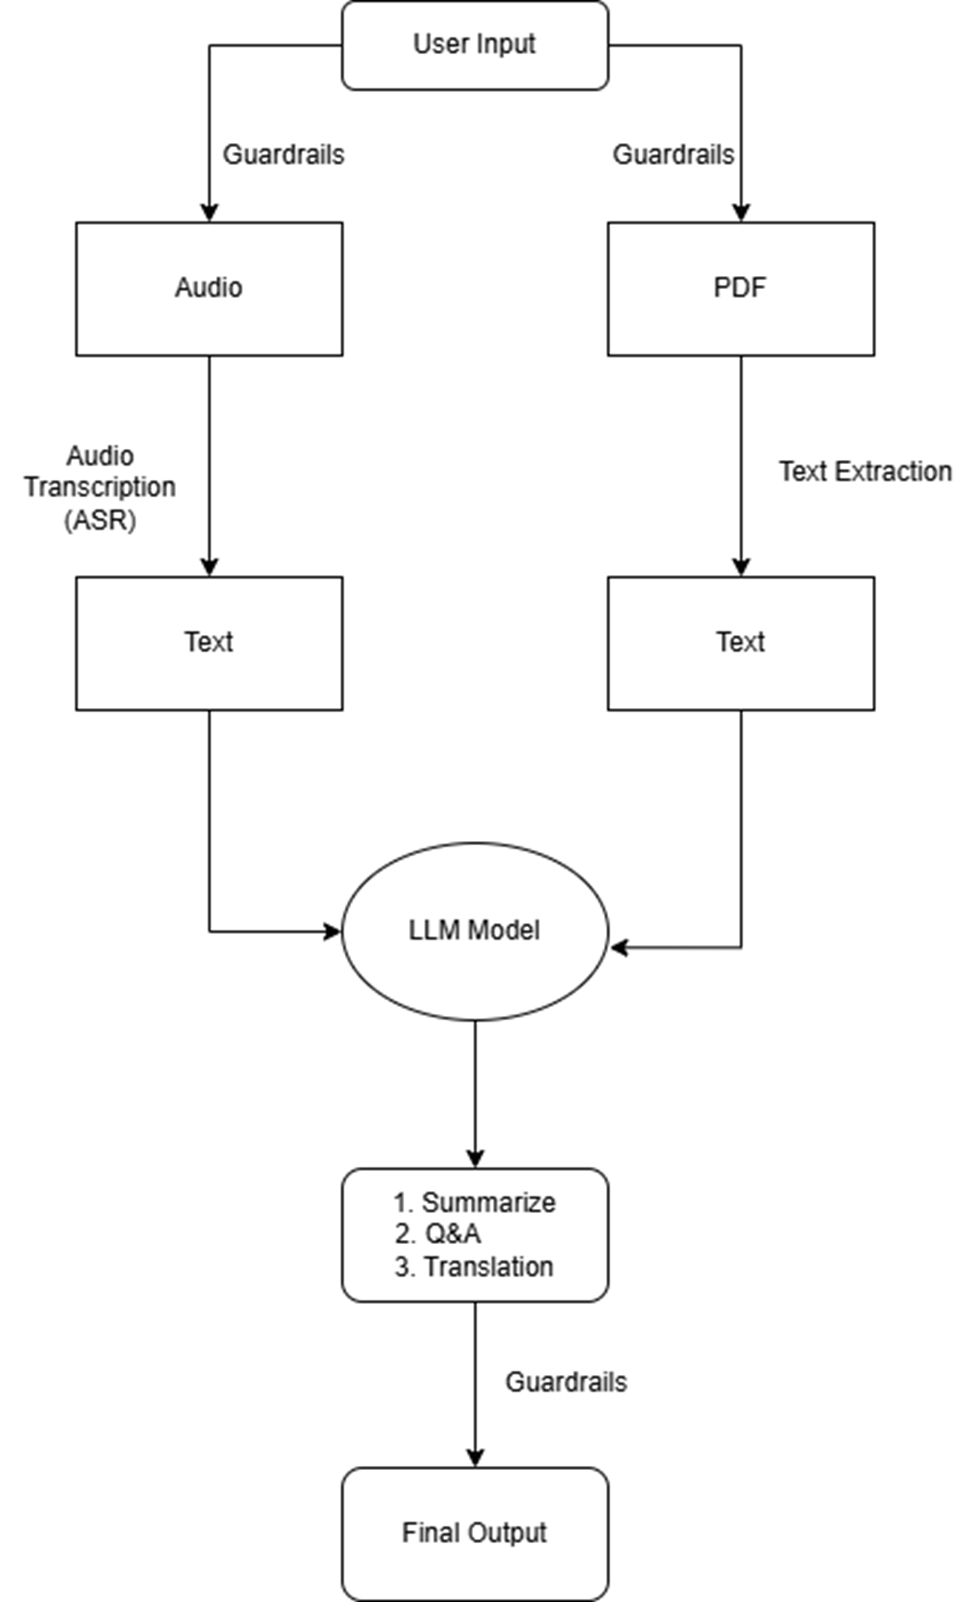 User Input
Guardrails
Guardrails
Audio
PDF
Audio
Transcription
(ASR)
Text Extraction
Text
Text
LLM Model
1. Summarize
2. Q&A
3. Translation
Guardrails
Final Output